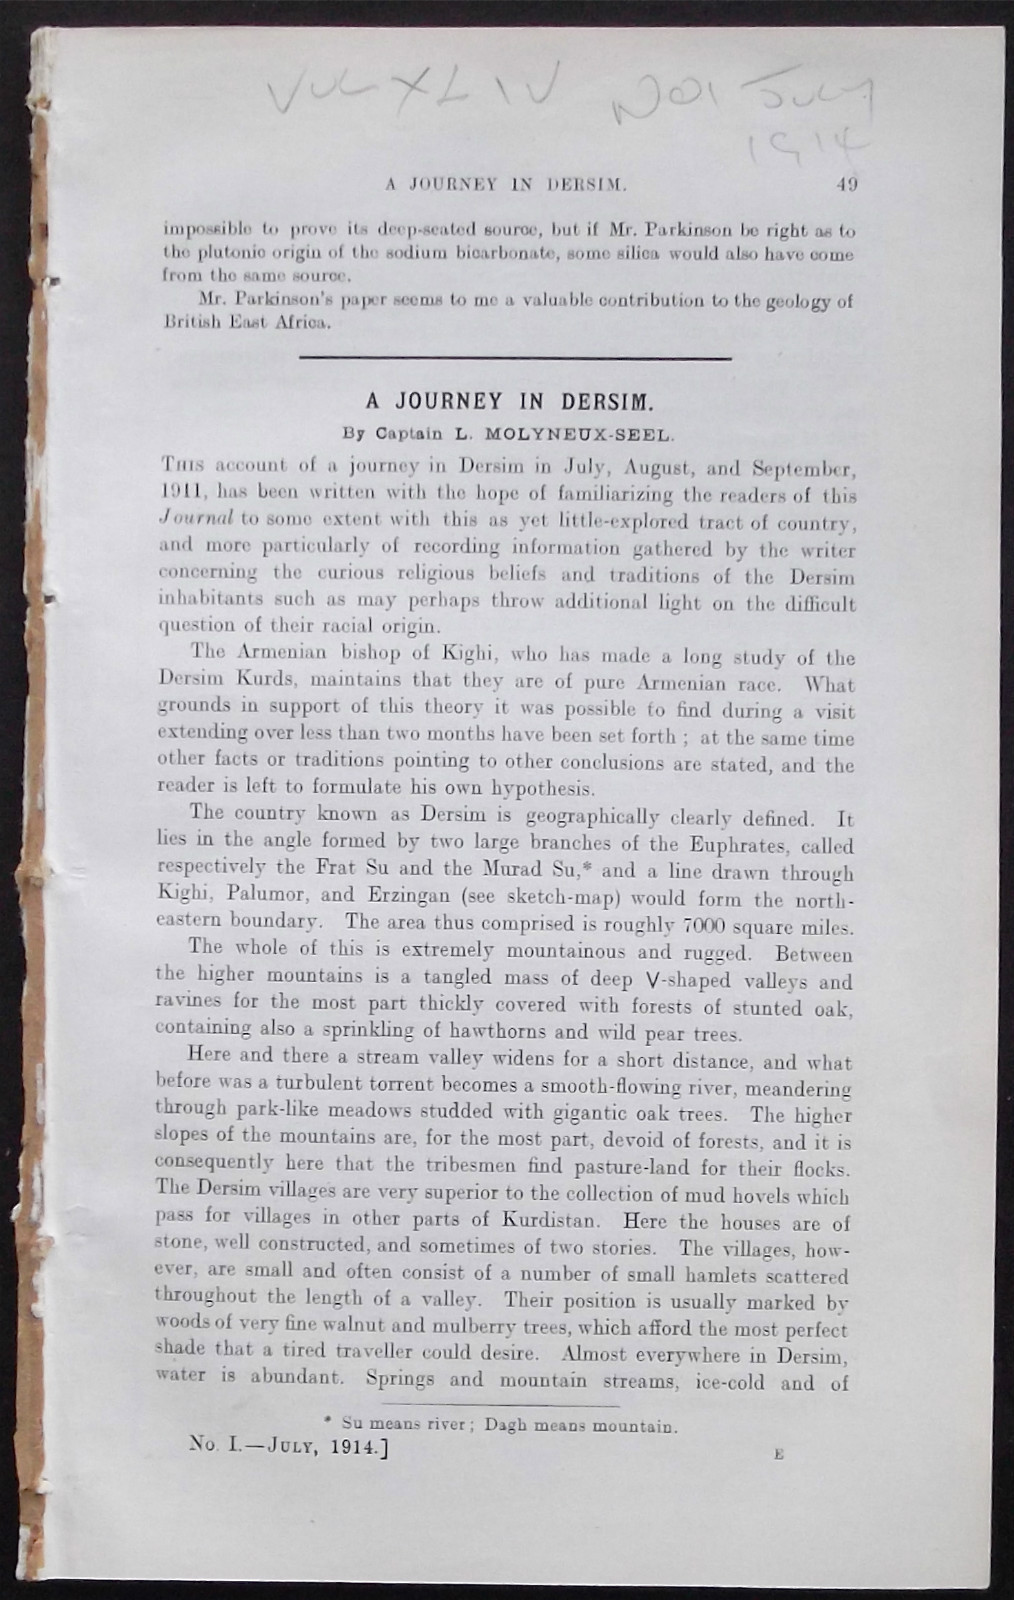 VOL XLIV NO1 July
1914
A JOURNEY IN DERSIM. 49
impossible to prove its deep-seated source, but if Mr. Parkinson be right as to
the plutonic origin of the sodium bicarbonate, some silica would also have come
from the same source.
Mr. Parkinson's paper seems to me a valuable contribution to the geology of
British East Africa.
A JOURNEY IN DERSIM.
By Captain L. MOLYNEUX-SEEL.
THIS account of a journey in Dersim in July, August, and September,
1911, has been written with the hope of familiarizing the readers of this
Journal to some extent with this as yet little-explored tract of country,
and more particularly of recording information gathered by the writer
concerning the curious religious beliefs and traditions of the Dersim
inhabitants such as may perhaps throw additional light on the difficult
question of their racial origin.
The Armenian bishop of Kighi, who has made a long study of the
Dersim Kurds, maintains that they are of pure Armenian race. What
grounds in support of this theory it was possible to find during a visit
extending over less than two months have been set forth ; at the same time
other facts or traditions pointing to other conclusions are stated, and the
reader is left to formulate his own hypothesis.
The country known as Dersim is geographically clearly defined. It
lies in the angle formed by two large branches of the Euphrates, called
respectively the Frat Su and the Murad Su,* and a line drawn through
Kighi, Palumor, and Erzingan (see sketch-map) would form the north-
eastern boundary. The area thus comprised is roughly 7000 square miles.
The whole of this is extremely mountainous and rugged. Between
the higher mountains is a tangled mass of deep V-shaped valleys and
ravines for the most part thickly covered with forests of stunted oak,
containing also a sprinkling of hawthorns and wild pear trees.
Here and there a stream valley widens for a short distance, and what
before was a turbulent torrent becomes a smooth-flowing river, meandering
through park-like meadows studded with gigantic oak trees. The higher
slopes of the mountains are, for the most part, devoid of forests, and it is
consequently here that the tribesmen find pasture-land for their flocks.
The Dersim villages are very superior to the collection of mud hovels which
pass for villages in other parts of Kurdistan. Here the houses are of
stone, well constructed, and sometimes of two stories. The villages, how-
ever, are small and often consist of a number of small hamlets scattered
throughout the length of a valley. Their position is usually marked by
woods of very fine walnut and mulberry trees, which afford the most perfect
shade that a tired traveller could desire. Almost everywhere in Dersim,
water is abundant. Springs and mountain streams, ice-cold and of
* Su means river ; Dagh means mountain.
No. I.—JULY, 1914.] E